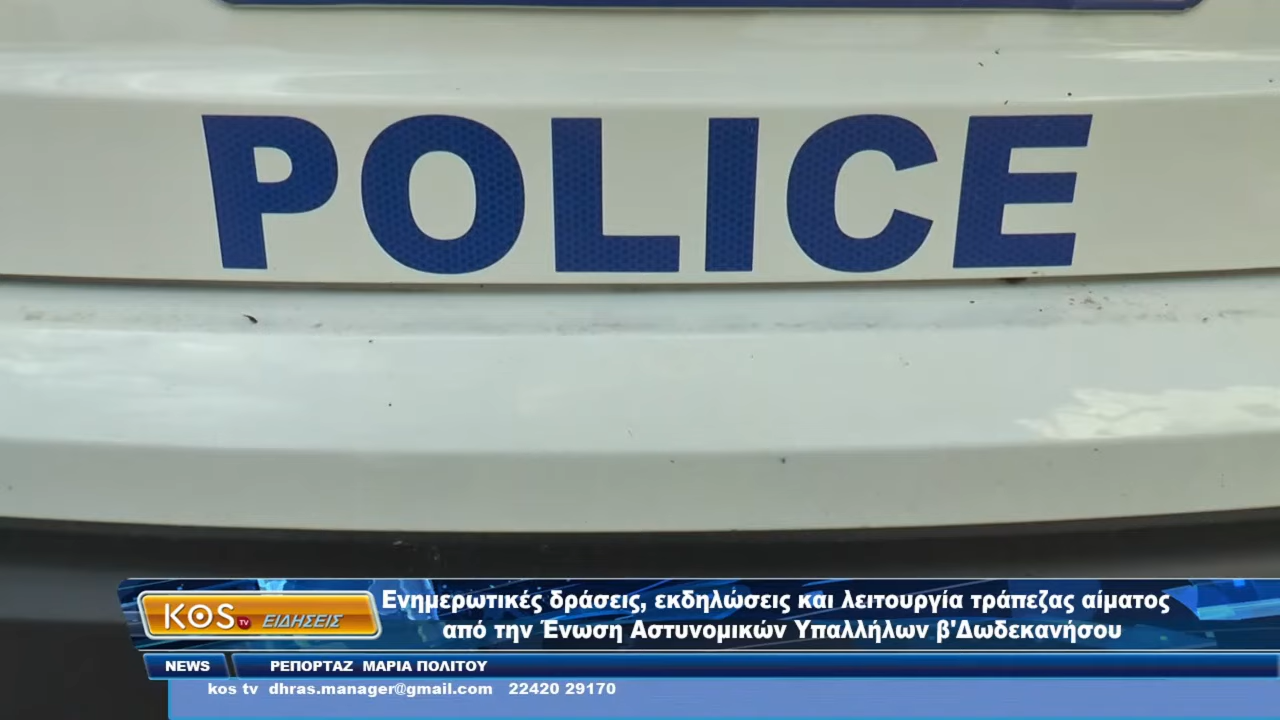 POLICE
Ενημερωτικές δράσεις, εκδηλώσεις και λειτουργία τράπεζας αίματος
από την Ένωση Αστυνομικών Υπαλλήλων β'Δωδεκανήσου
KOS TV ΕΙΔΗΣΕΙΣ
NEWS ΡΕΠΟΡΤΑΖ ΜΑΡΙΑ ΠΟΛΙΤΟΥ
kos tv dhras.manager@gmail.com 22420 29170